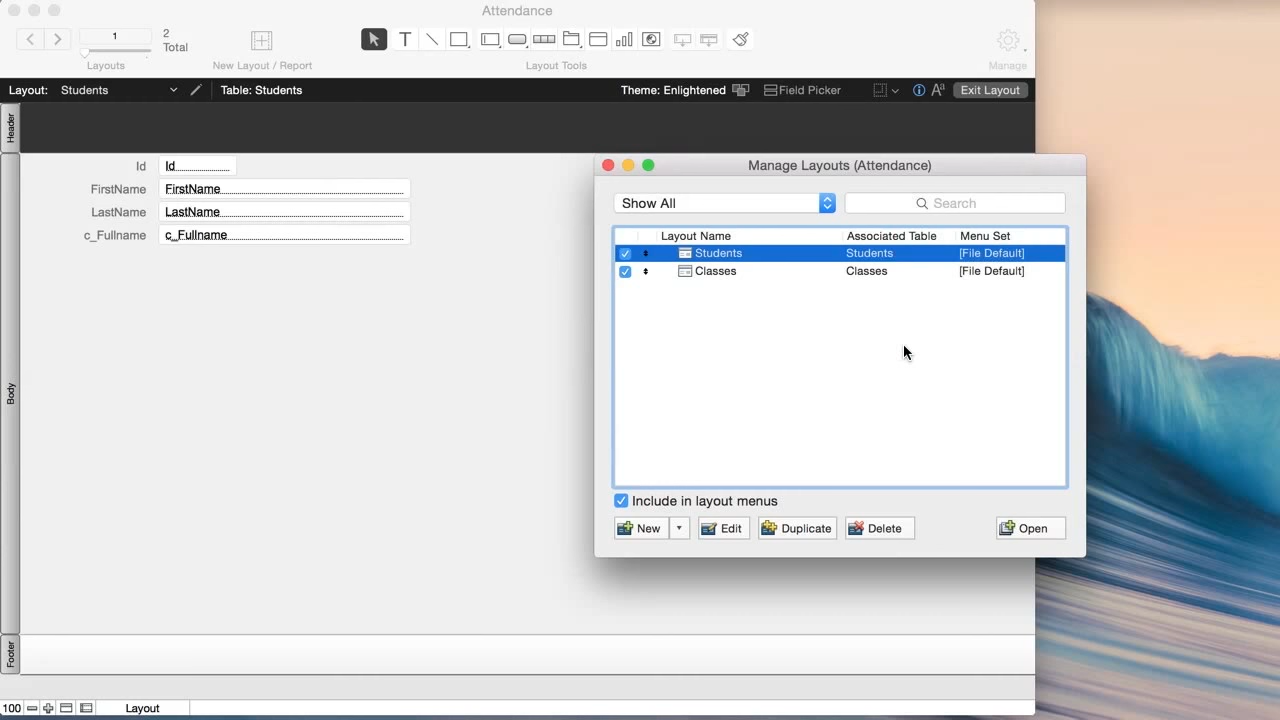 Attendance
1
2
Total
Layouts
New Layout / Report
T
Layout Tools
Manage
Layout: Students
Table: Students
Theme: Enlightened
Field Picker
Aa
Exit Layout
Header
Id
Id
FirstName
FirstName
LastName
LastName
c_Fullname
c_Fullname
Body
Footer
100
Layout
Manage Layouts (Attendance)
Show All
Search
Layout Name Associated Table Menu Set
Students Students [File Default]
Classes Classes [File Default]
Include in layout menus
New
Edit
Duplicate
Delete
Open